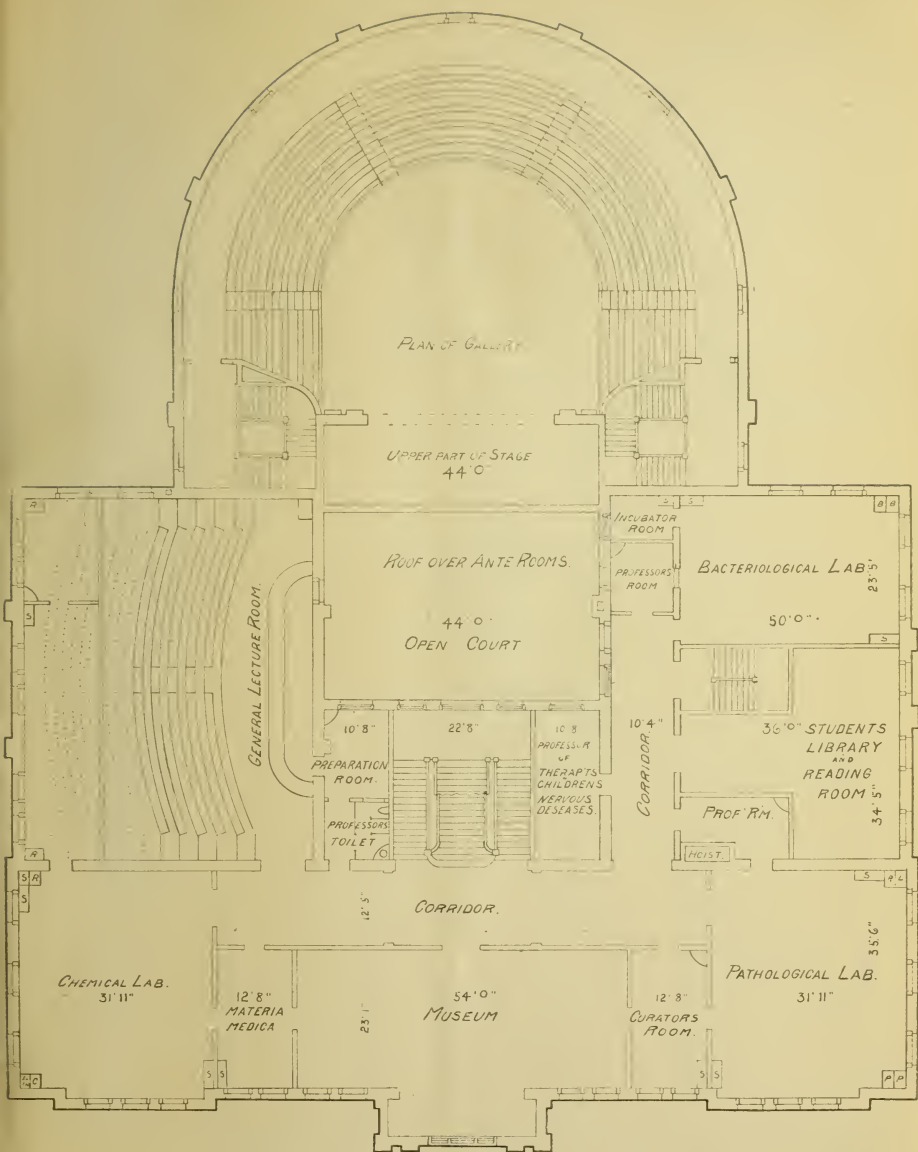 PLAN OF GALLERY.
UPPER PART OF STAGE
44'0"
R
S S
INCUBATOR
ROOM
B B
ROOF OVER ANTE ROOMS.
PROFESSORS
ROOM
BACTERIOLOGICAL LAB.
23'5"
S
44'0"
OPEN COURT
50'0"
S
GENERAL LECTURE ROOM.
10'8"
PREPARATION
ROOM.
PROFESSORS
TOILET
22'8"
10'8
PROFESSOR
OF
THERAPTS
CHILDRENS
NERVOUS
DESEASES.
10'4"
CORRIDOR.
36'0" STUDENTS
LIBRARY
AND
READING
ROOM
34'5"
PROF'RM.
HOIST.
R
S R
S
S
CORRIDOR.
12'5"
CHEMICAL LAB.
31'11"
12'8"
MATERIA
MEDICA
23'1"
54'0"
MUSEUM
12'8"
CURATORS
ROOM.
PATHOLOGICAL LAB.
31'11"
35'6"
C
S S
S S
P P